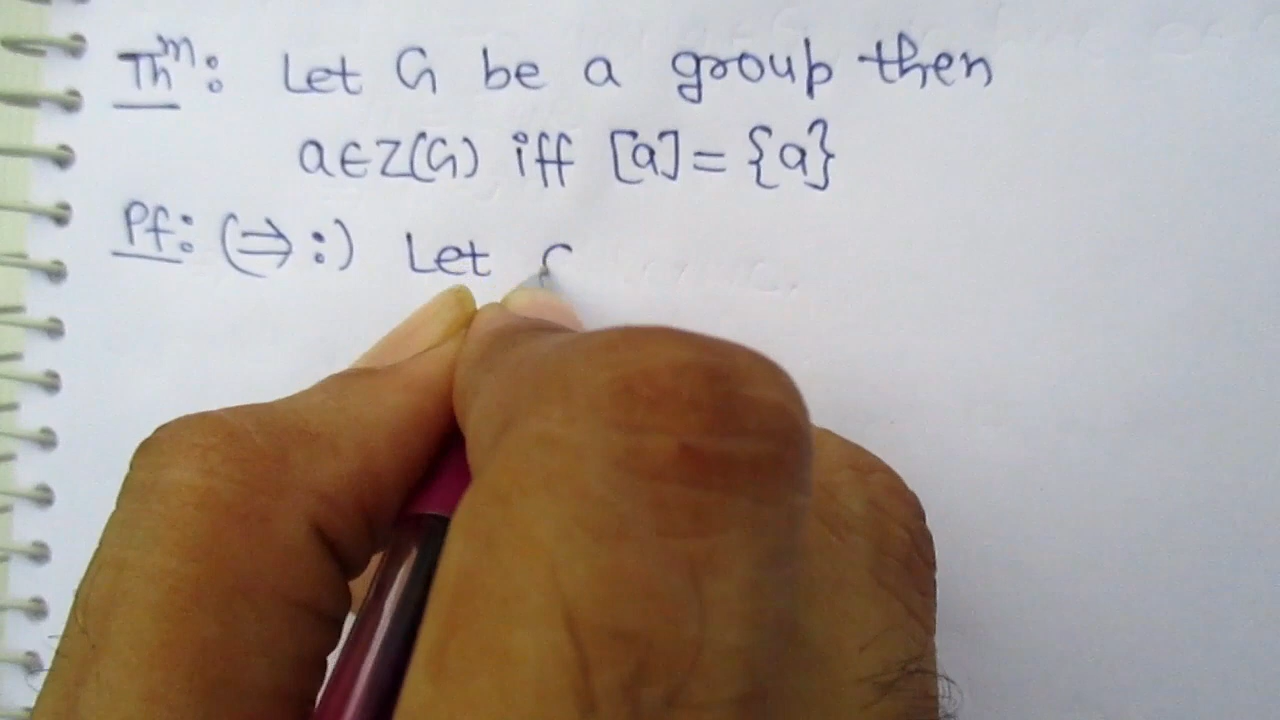 Thm: Let G be a group then
a∈Z(G) iff [a]={a}
Pf: (⇒:) Let